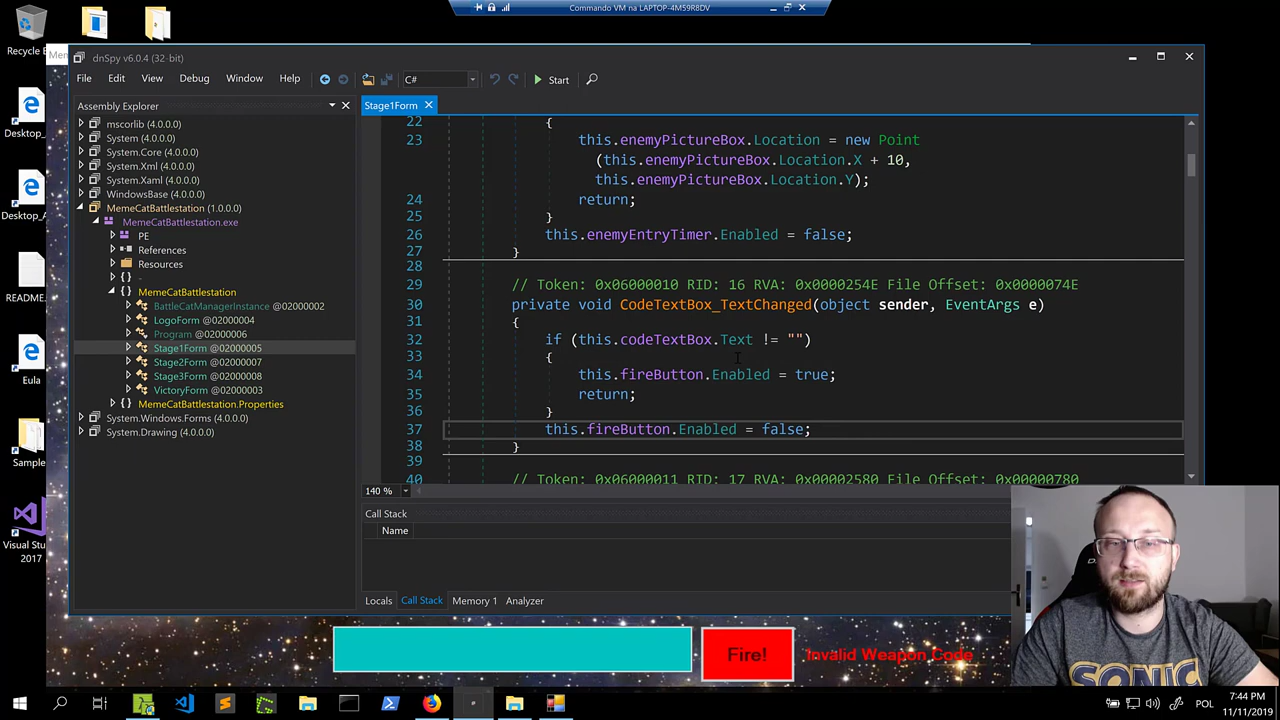 Commando VM na LAPTOP-4M59R8DV
Recycle B
dnSpy v6.0.4 (32-bit)
File Edit View Debug Window Help C# Start
Assembly Explorer
Stage1Form
mscorlib (4.0.0.0)
System (4.0.0.0)
System.Core (4.0.0.0)
System.Xml (4.0.0.0)
System.Xaml (4.0.0.0)
WindowsBase (4.0.0.0)
MemeCatBattlestation (1.0.0.0)
MemeCatBattlestation.exe
PE
References
Resources
{ } -
{ } MemeCatBattlestation
BattleCatManagerInstance @02000002
LogoForm @02000004
Program @02000006
Stage1Form @02000005
Stage2Form @02000007
Stage3Form @02000008
VictoryForm @02000003
{ } MemeCatBattlestation.Properties
System.Windows.Forms (4.0.0.0)
System.Drawing (4.0.0.0)
22 {
23 this.enemyPictureBox.Location = new Point
(this.enemyPictureBox.Location.X + 10,
this.enemyPictureBox.Location.Y);
24 return;
25 }
26 this.enemyEntryTimer.Enabled = false;
27 }
28
29 // Token: 0x06000010 RID: 16 RVA: 0x0000254E File Offset: 0x0000074E
30 private void CodeTextBox_TextChanged(object sender, EventArgs e)
31 {
32 if (this.codeTextBox.Text != "")
33 {
34 this.fireButton.Enabled = true;
35 return;
36 }
37 this.fireButton.Enabled = false;
38 }
39
40 // Token: 0x06000011 RID: 17 RVA: 0x00002580 File Offset: 0x00000780
140 %
Call Stack
Name
Locals Call Stack Memory 1 Analyzer
Desktop_
Desktop_
README.
Eula
Sample
Visual Stu
2017
Fire!
Invalid Weapon Code
SONIC
POL
7:44 PM
11/11/2019